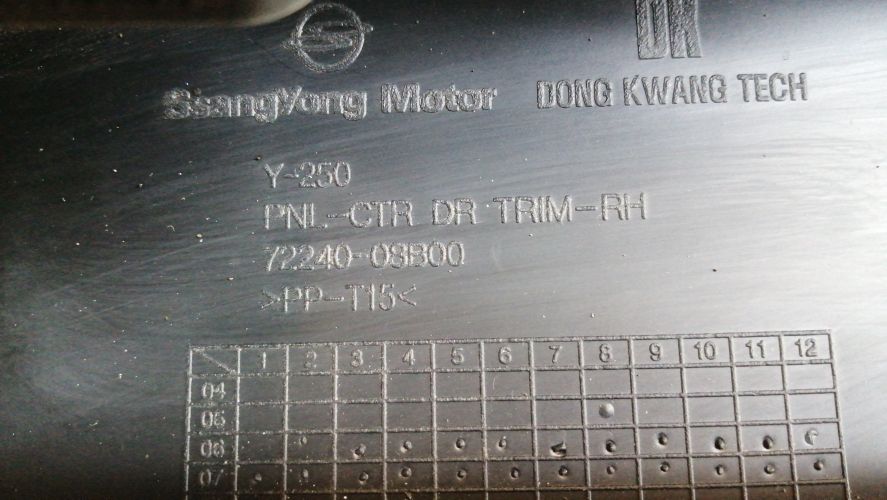 DK
SsangYong Motor DONG KWANG TECH
Y-250
PNL-CTR DR TRIM-RH
72240-08B00
>PP-T15<
1 2 3 4 5 6 7 8 9 10 11 12
04
05
06
07